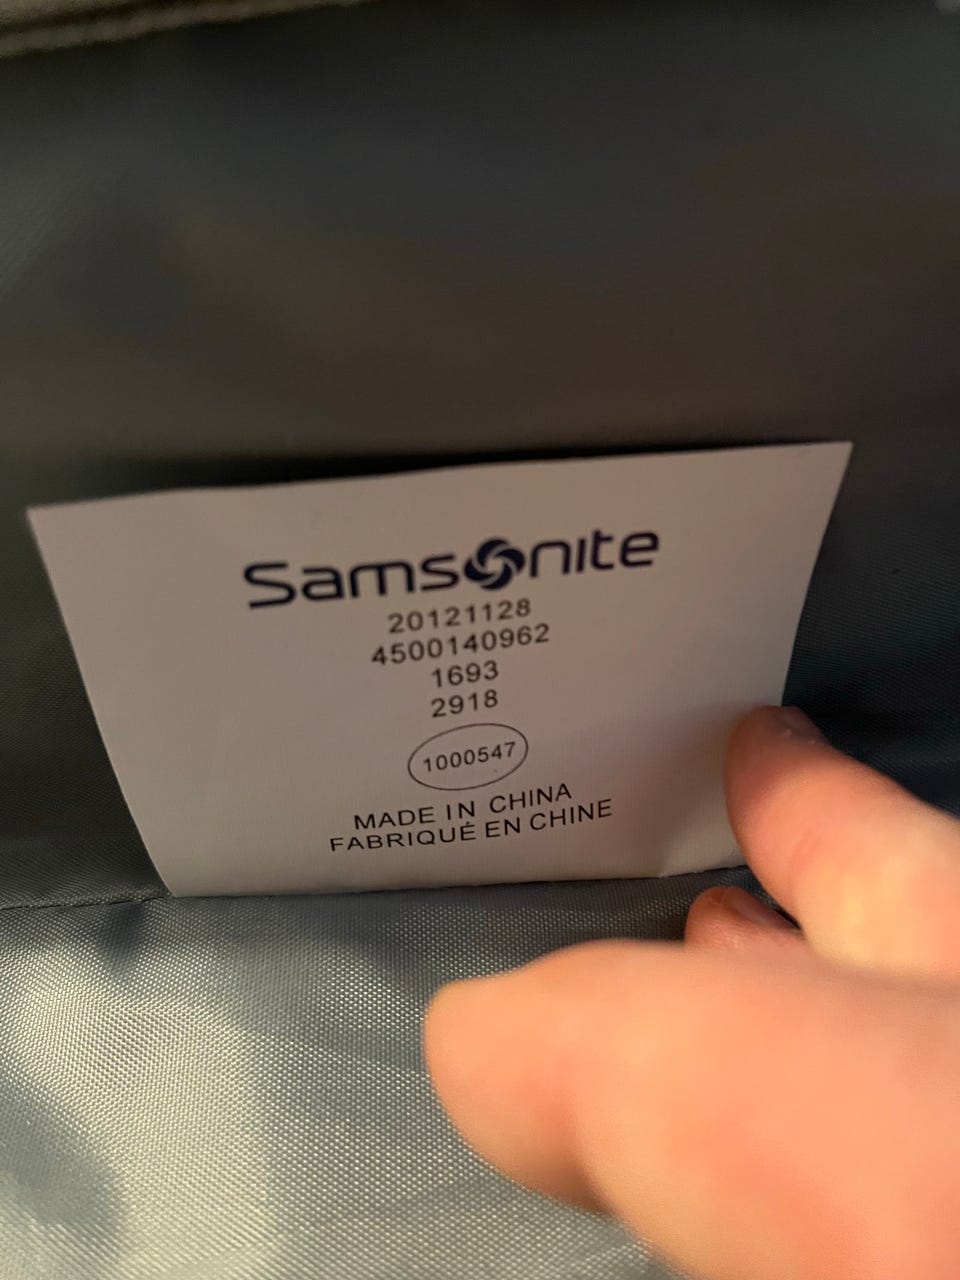 Samsonite
20121128
4500140962
1693
2918
1000547
MADE IN CHINA
FABRIQUÉ EN CHINE